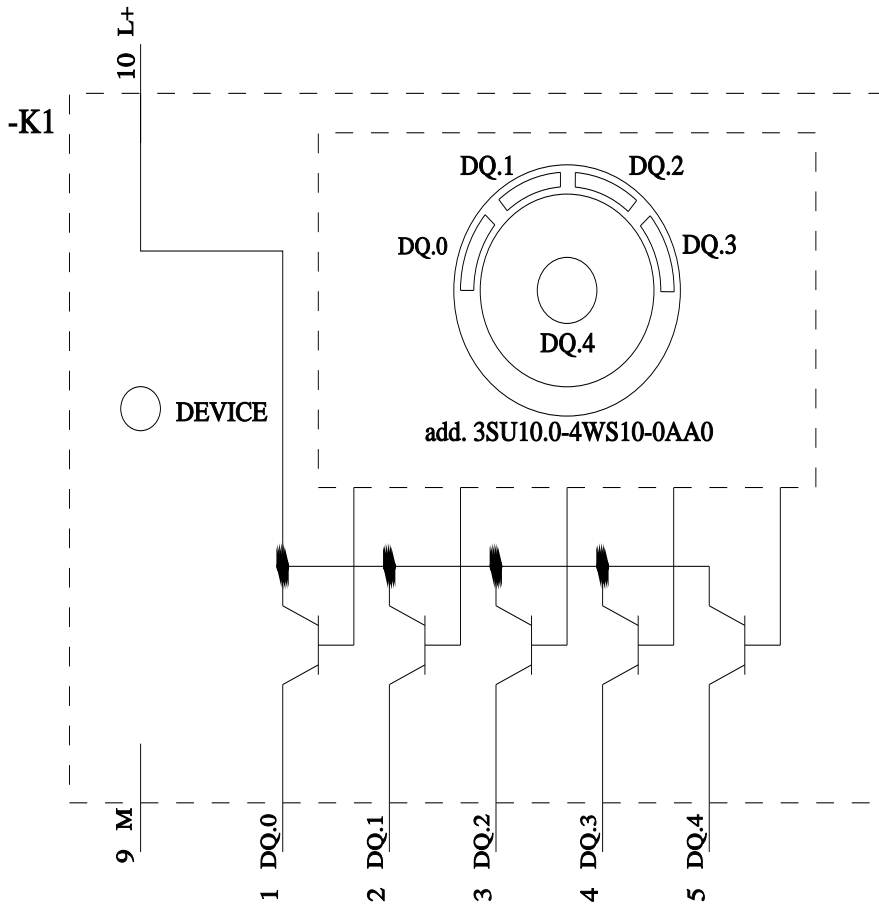 10 L+
-K1
DQ.1
DQ.2
DQ.0
DQ.3
DQ.4
DEVICE
add. 3SU10.0-4WS10-0AA0
9 M
1 DQ.0
2 DQ.1
3 DQ.2
4 DQ.3
5 DQ.4